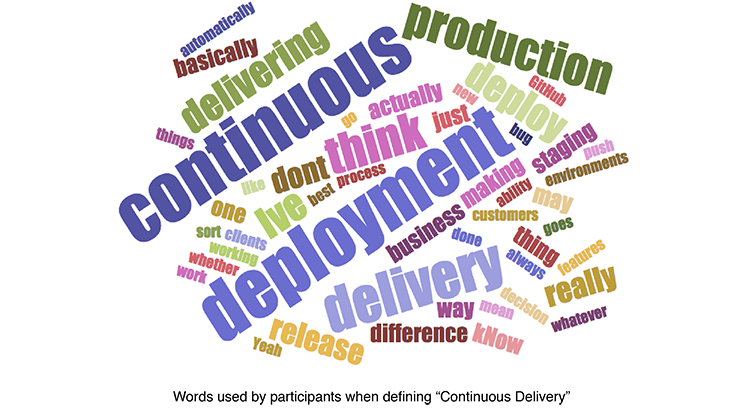 automatically
basically
delivering
continuous
production
things
go
actually
think
just
new
deploy
GitHub
bug
like
dont
best
process
Ive
one
sort
clients
working
whether
work
deployment
staging
push
environments
making
ability
may
customers
business
goes
done
thing
always
features
delivery
way
mean
decision
really
whatever
Yeah
release
difference
kNow
Words used by participants when defining “Continuous Delivery”